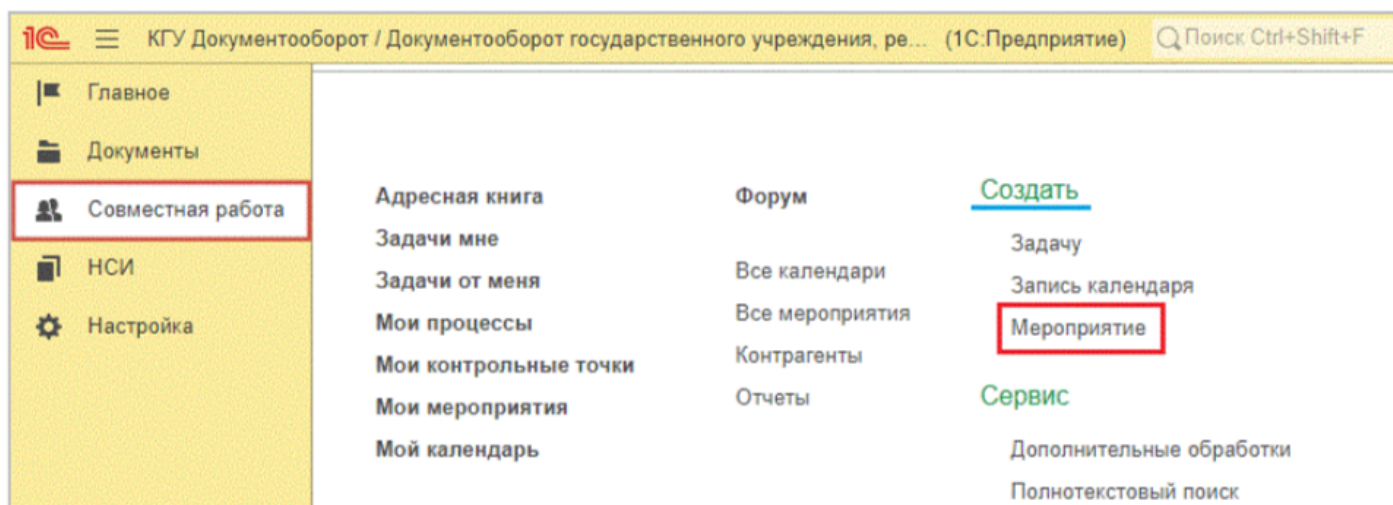 1С КГУ Документооборот / Документооборот государственного учреждения, ре... (1С:Предприятие) Поиск Ctrl+Shift+F
Главное
Документы
Совместная работа
НСИ
Настройка
Адресная книга
Задачи мне
Задачи от меня
Мои процессы
Мои контрольные точки
Мои мероприятия
Мой календарь
Форум
Все календари
Все мероприятия
Контрагенты
Отчеты
Создать
Задачу
Запись календаря
Мероприятие
Сервис
Дополнительные обработки
Полнотекстовый поиск